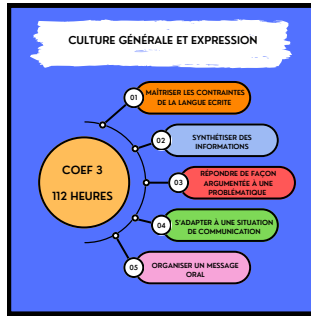 CULTURE GÉNÉRALE ET EXPRESSION
01
MAÎTRISER LES CONTRAINTES
DE LA LANGUE ECRITE
02
SYNTHÉTISER DES
INFORMATIONS
COEF 3
112 HEURES
03
RÉPONDRE DE FAÇON
ARGUMENTÉE À UNE
PROBLÉMATIQUE
04
S'ADAPTER À UNE SITUATION
DE COMMUNICATION
05
ORGANISER UN MESSAGE
ORAL